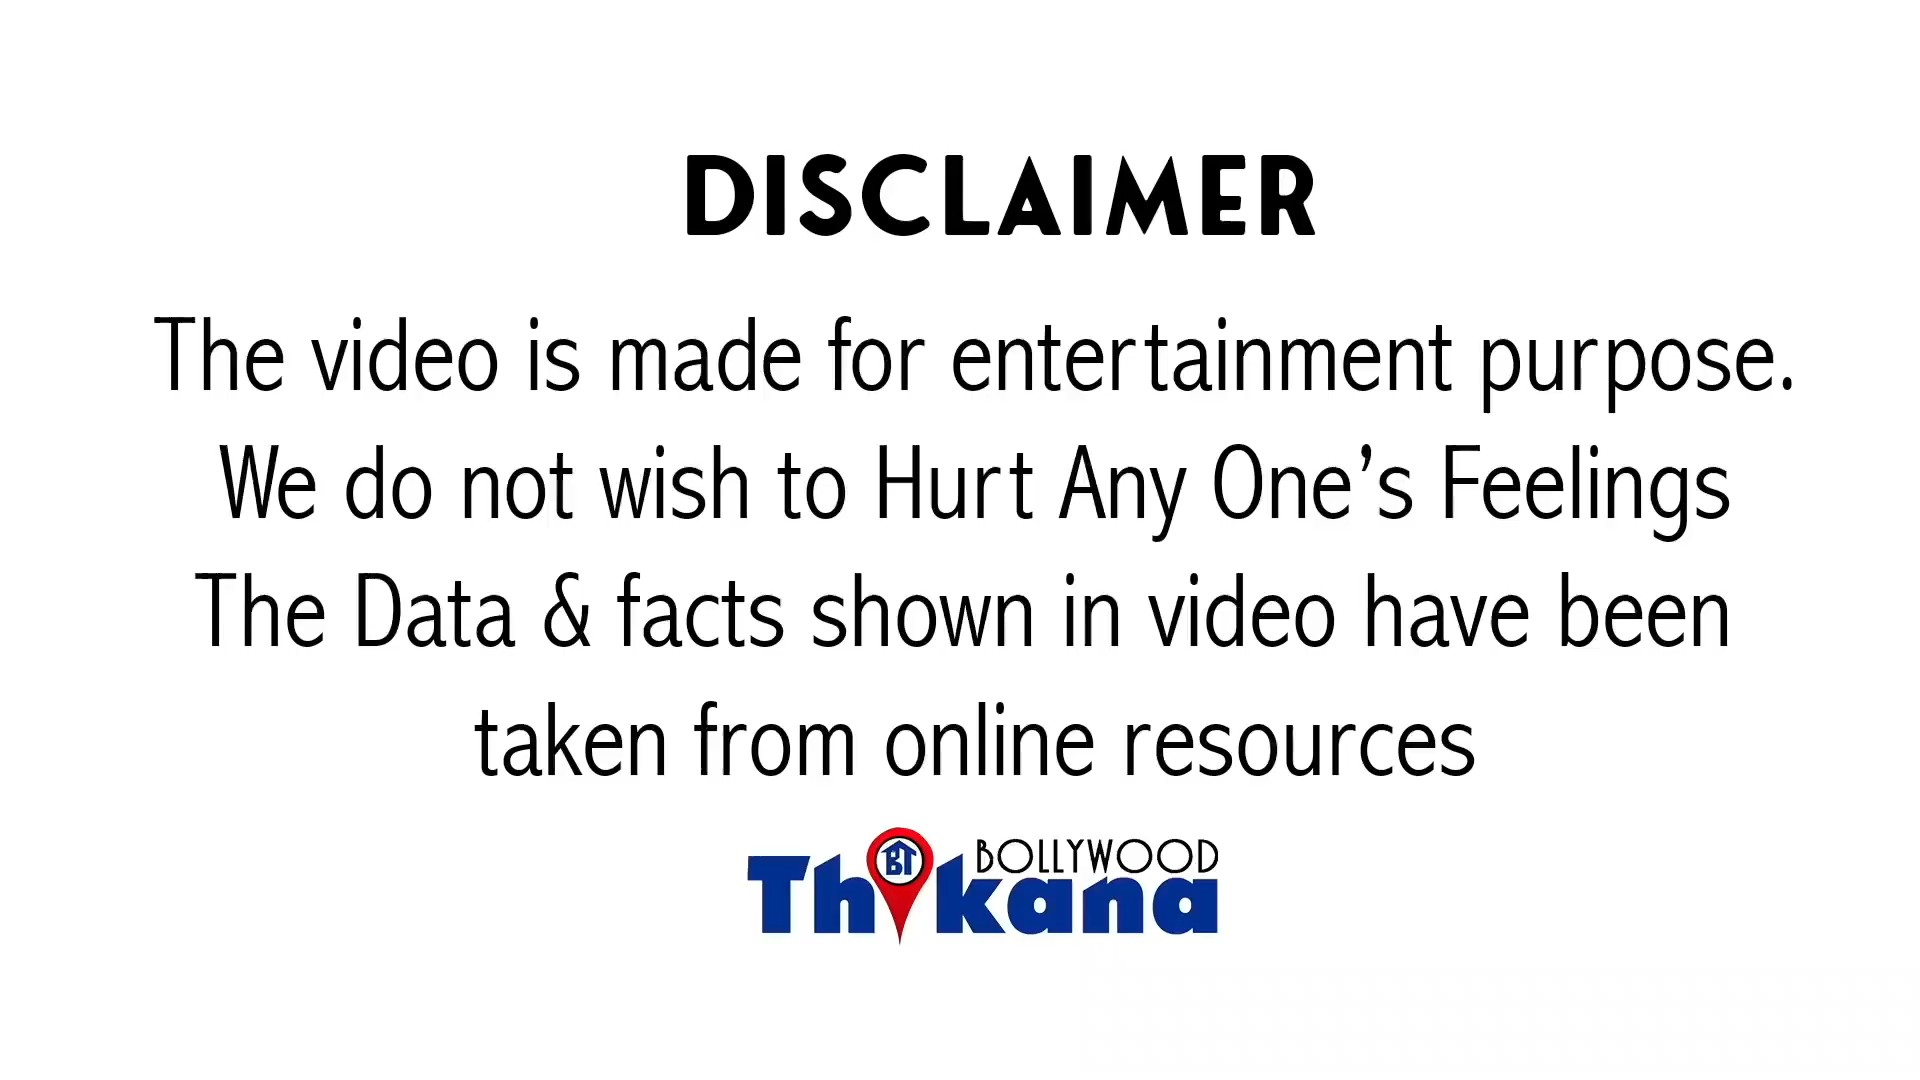 DISCLAIMER
The video is made for entertainment purpose.
We do not wish to Hurt Any One’s Feelings
The Data & facts shown in video have been
taken from online resources
BT
BOLLYWOOD
Thikana